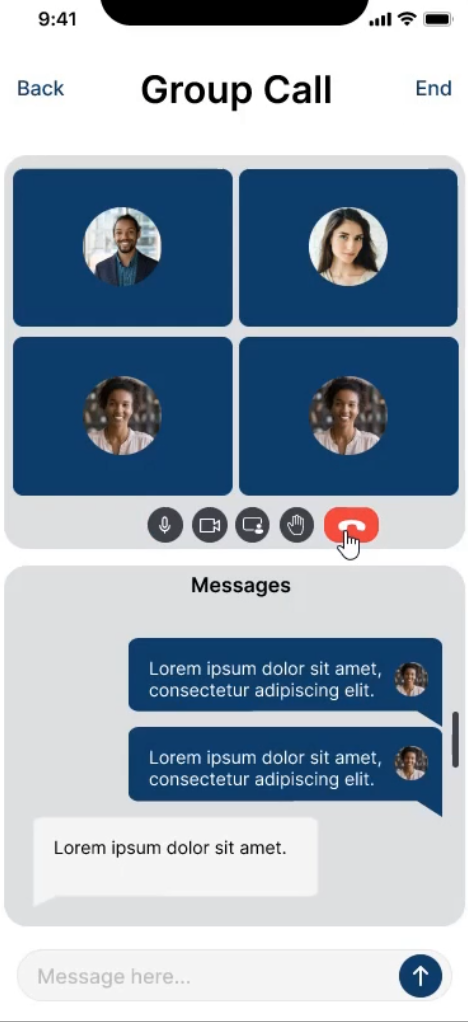 9:41
Back
Group Call
End
Messages
Lorem ipsum dolor sit amet,
consectetur adipiscing elit.
Lorem ipsum dolor sit amet,
consectetur adipiscing elit.
Lorem ipsum dolor sit amet.
Message here...